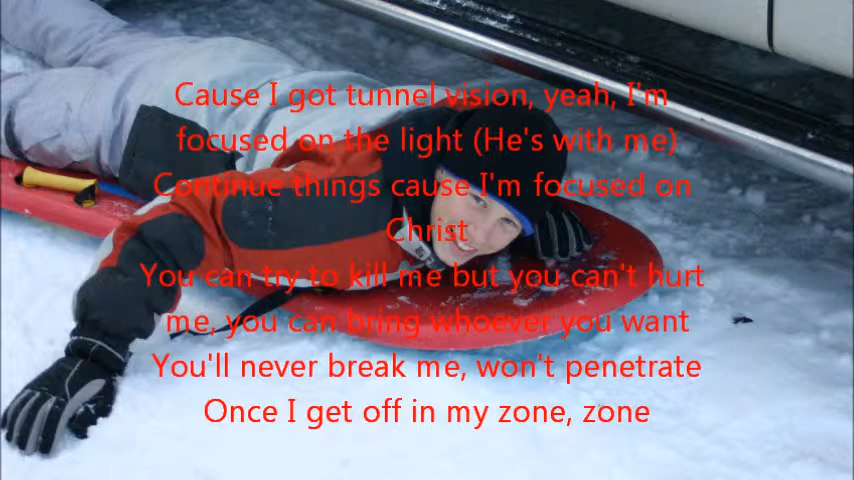 Cause I got tunnel vision, yeah, I'm
focused on the light (He's with me)
Continue things cause I'm focused on
Christ
You can try to kill me but you can't hurt
me, you can bring whoever you want
You'll never break me, won't penetrate
Once I get off in my zone, zone